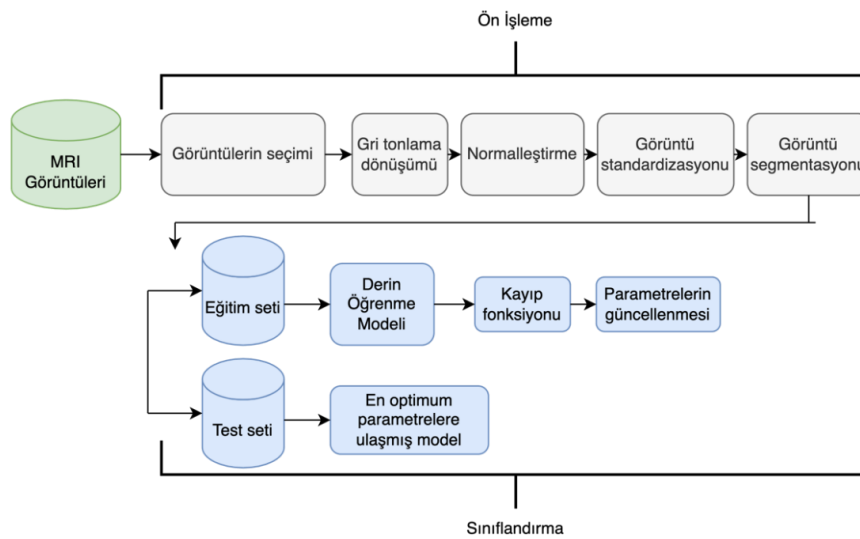 Ön İşleme
MRI
Görüntüleri
Görüntülerin seçimi
Gri tonlama
dönüşümü
Normalleştirme
Görüntü
standardizasyonu
Görüntü
segmentasyonu
Eğitim seti
Derin
Öğrenme
Modeli
Kayıp
fonksiyonu
Parametrelerin
güncellenmesi
Test seti
En optimum
parametrelere
ulaşmış model
Sınıflandırma